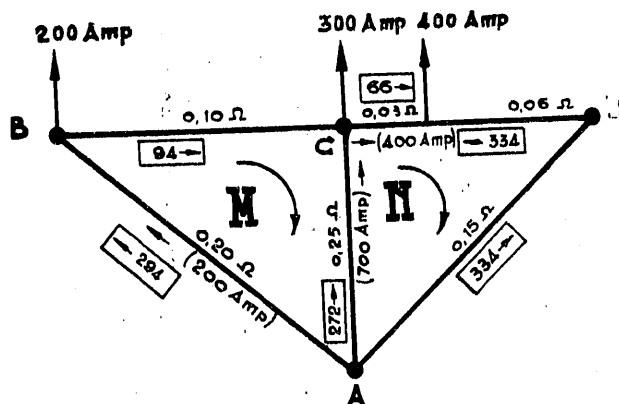 200 Amp
300 Amp 400 Amp
66→
B
0,10 Ω
0,03 Ω
0,06 Ω
C
94→
→(400 Amp)
←334
M
N
0,20 Ω
(200 Amp)
←294
0,25 Ω
(700 Amp)→
272→
0,15 Ω
334→
A